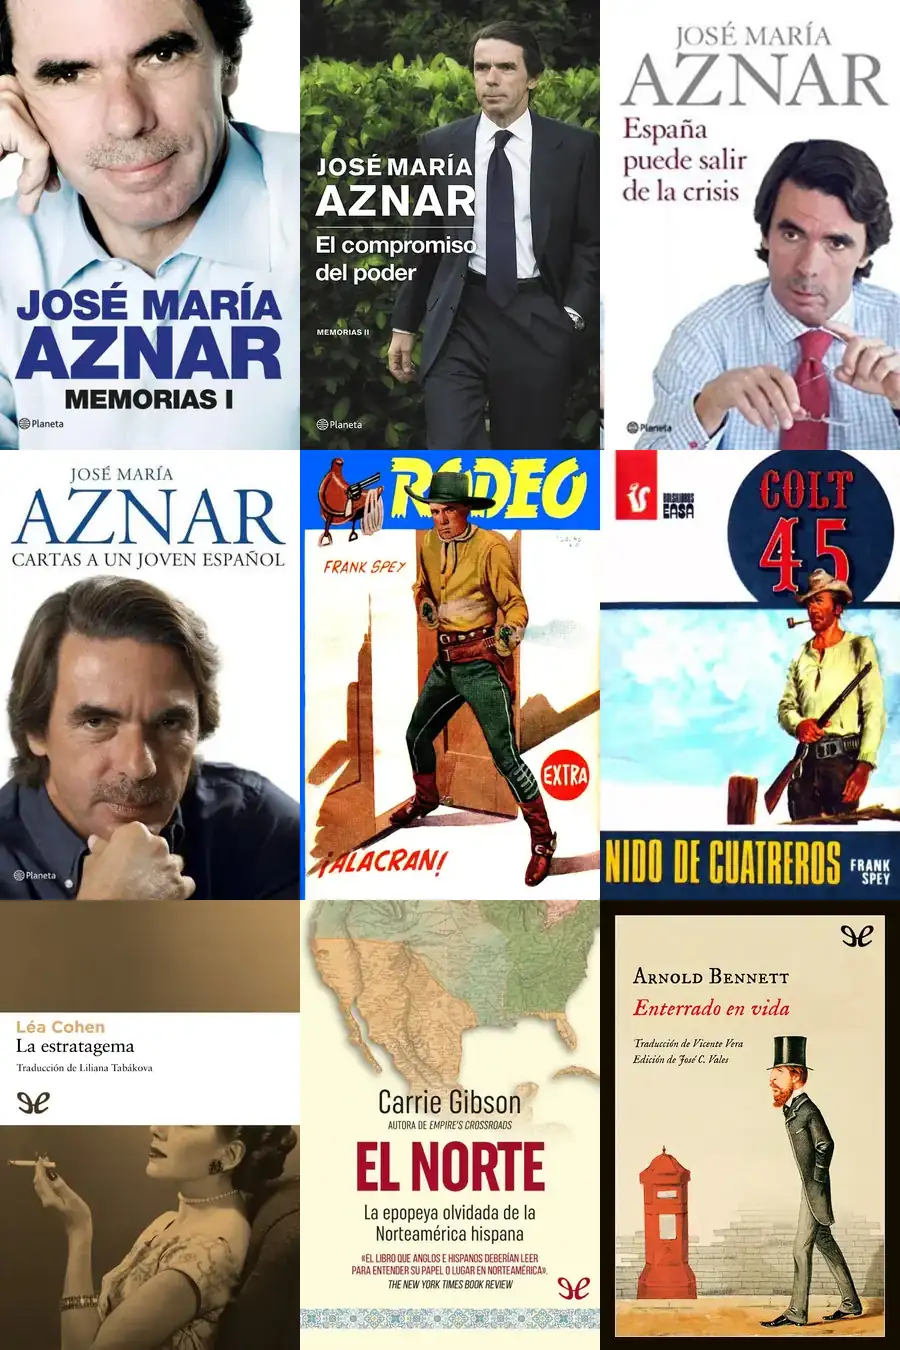 JOSÉ MARÍA
AZNAR
MEMORIAS I
Planeta
JOSÉ MARÍA
AZNAR
El compromiso
del poder
MEMORIAS II
Planeta
JOSÉ MARÍA
AZNAR
España
puede salir
de la crisis
Planeta
JOSÉ MARÍA
AZNAR
CARTAS A UN JOVEN ESPAÑOL
Planeta
RODEO
FRANK SPEY
EXTRA
¡ALACRAN!
BOLSILIBROS
EASA
COLT
45
NIDO DE CUATREROS
FRANK
SPEY
Léa Cohen
La estratagema
Traducción de Liliana Tabákova
Carrie Gibson
AUTORA DE EMPIRE'S CROSSROADS
EL NORTE
La epopeya olvidada de la
Norteamérica hispana
«EL LIBRO QUE ANGLOS E HISPANOS DEBERÍAN LEER
PARA ENTENDER SU PAPEL O LUGAR EN NORTEAMÉRICA».
THE NEW YORK TIMES BOOK REVIEW
ARNOLD BENNETT
Enterrado en vida
Traducción de Vicente Vera
Edición de José C. Vales